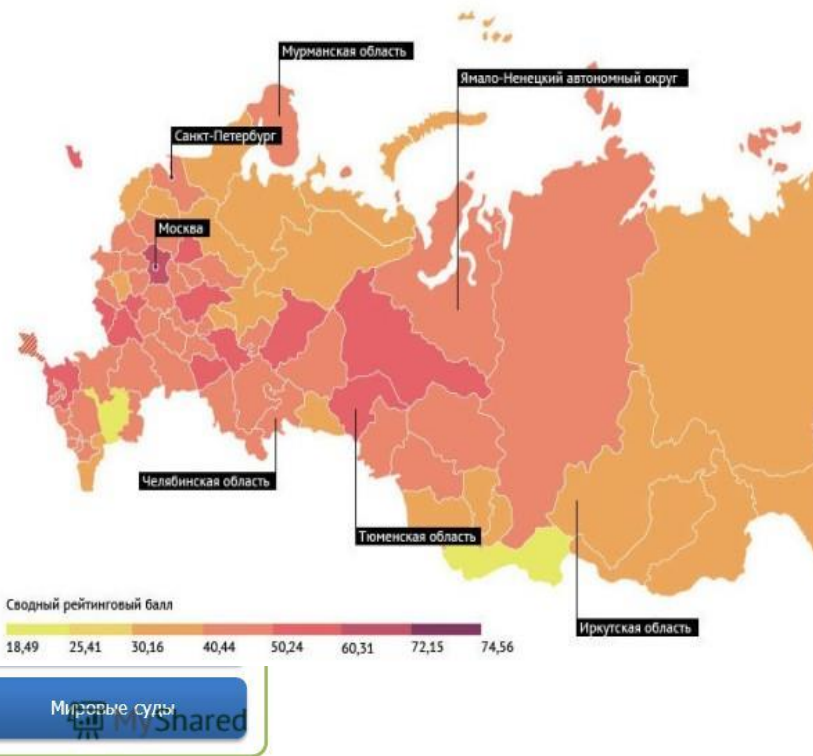 Мурманская область
Ямало-Ненецкий автономный округ
Санкт-Петербург
Москва
Челябинская область
Тюменская область
Иркутская область
Сводный рейтинговый балл
18,49 25,41 30,16 40,44 50,24 60,31 72,15 74,56
Мировые суды
MyShared